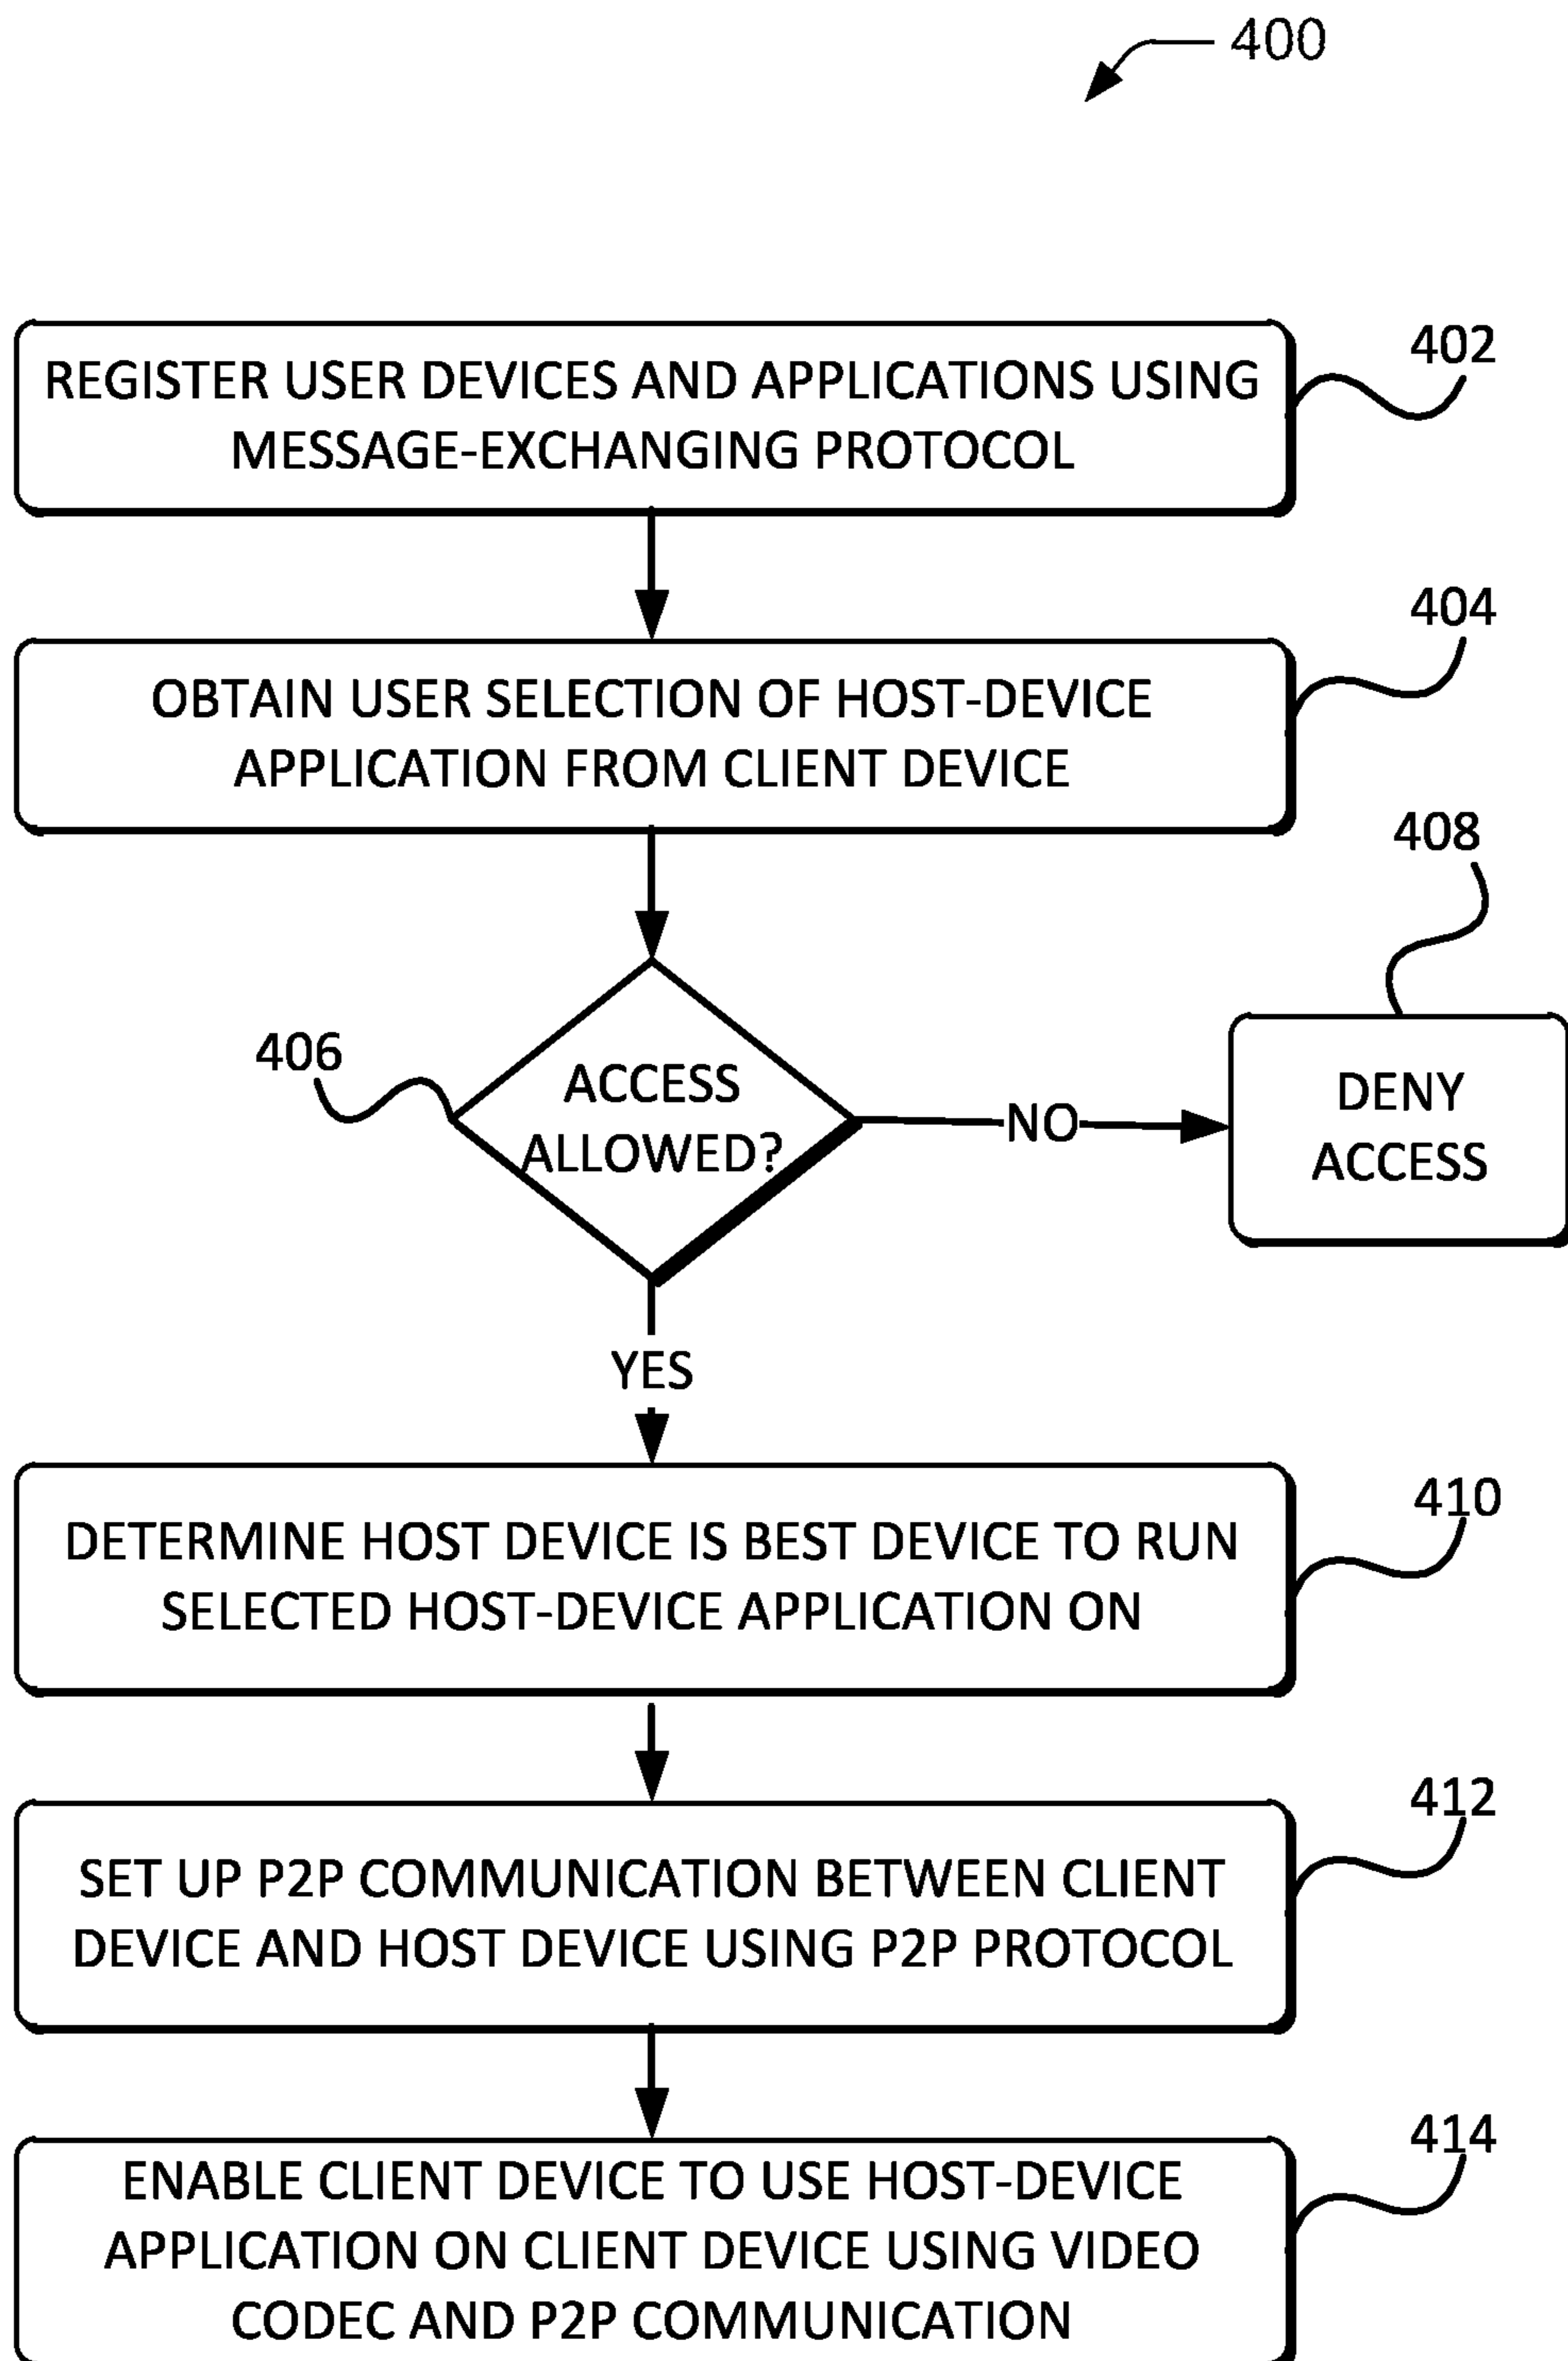 400
REGISTER USER DEVICES AND APPLICATIONS USING
MESSAGE-EXCHANGING PROTOCOL
402
OBTAIN USER SELECTION OF HOST-DEVICE
APPLICATION FROM CLIENT DEVICE
404
406
ACCESS
ALLOWED?
NO
408
DENY
ACCESS
YES
DETERMINE HOST DEVICE IS BEST DEVICE TO RUN
SELECTED HOST-DEVICE APPLICATION ON
410
SET UP P2P COMMUNICATION BETWEEN CLIENT
DEVICE AND HOST DEVICE USING P2P PROTOCOL
412
ENABLE CLIENT DEVICE TO USE HOST-DEVICE
APPLICATION ON CLIENT DEVICE USING VIDEO
CODEC AND P2P COMMUNICATION
414